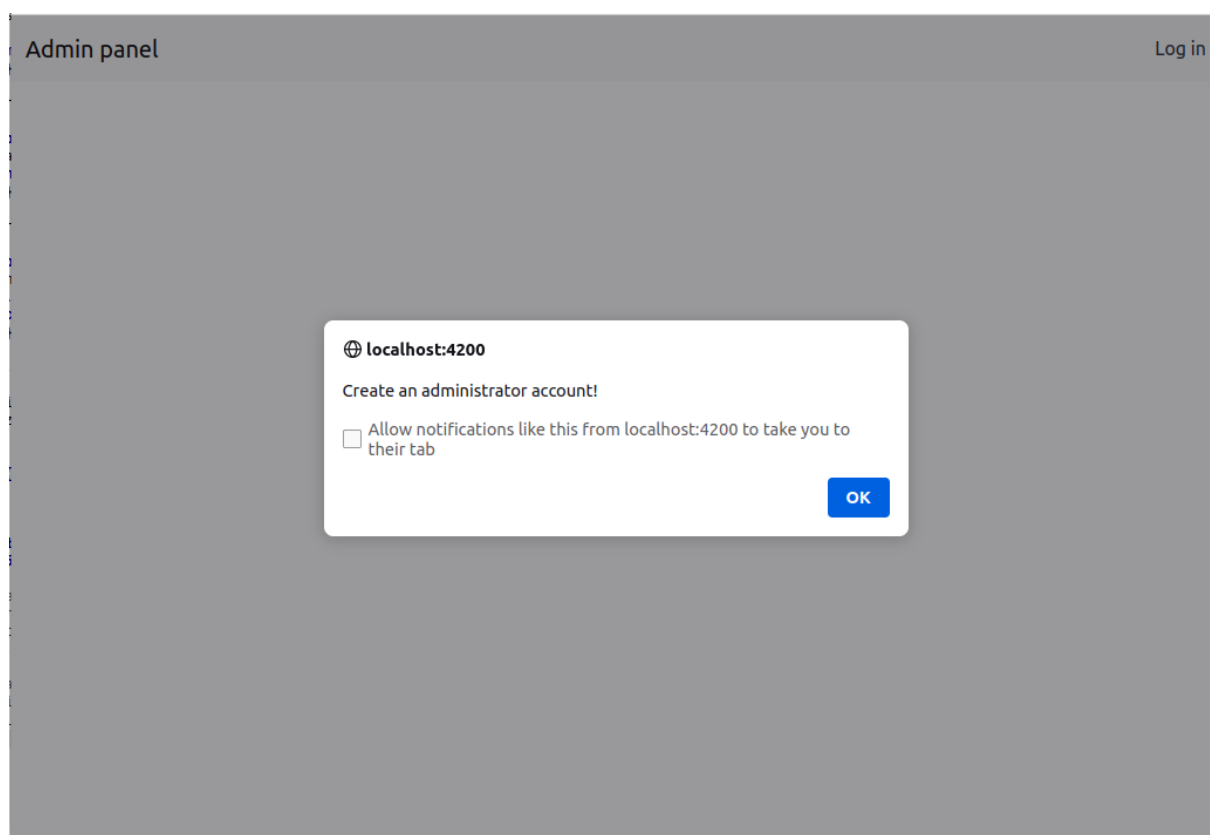 Admin panel
Log in
localhost:4200
Create an administrator account!
Allow notifications like this from localhost:4200 to take you to
their tab
OK